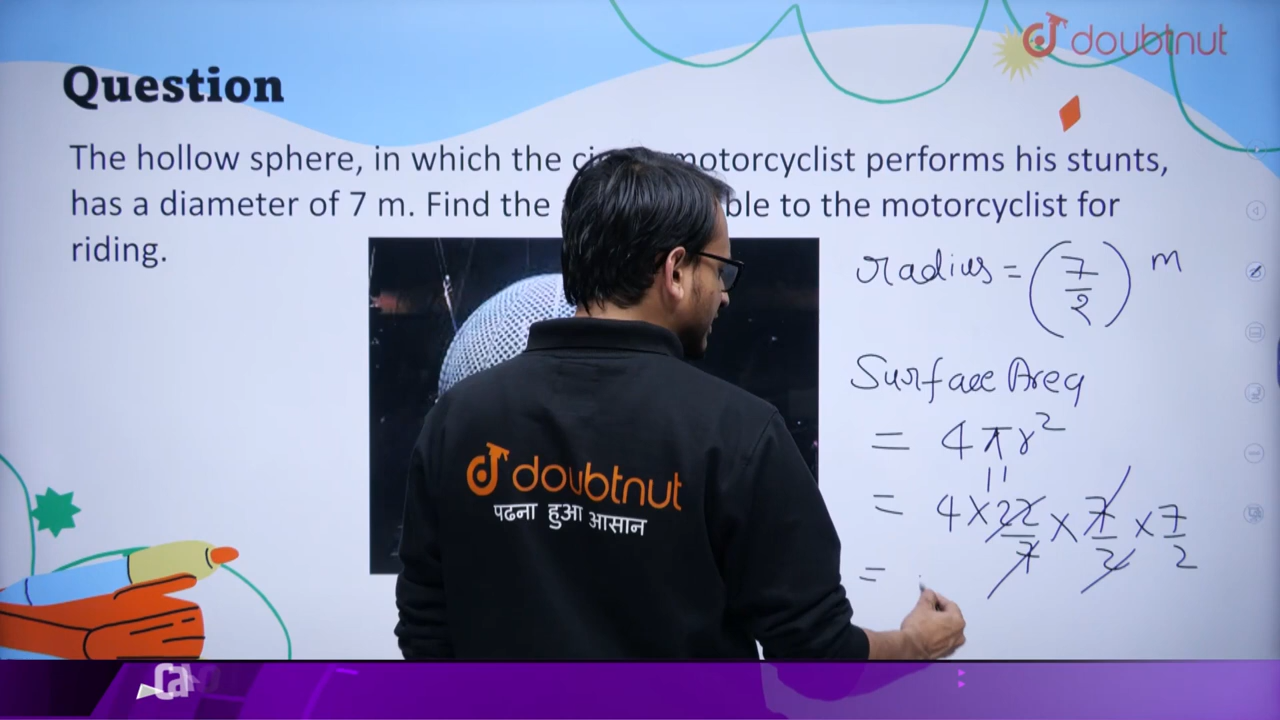 doubtnut
Question
The hollow sphere, in which the motorcyclist performs his stunts,
has a diameter of 7 m. Find the to the motorcyclist for
riding.
radius = (7/2) m
Surface Area
= 4πr²
11
= 4 × 22/7 × 7/2 × 7/2
=
doubtnut
पढना हुआ आसान